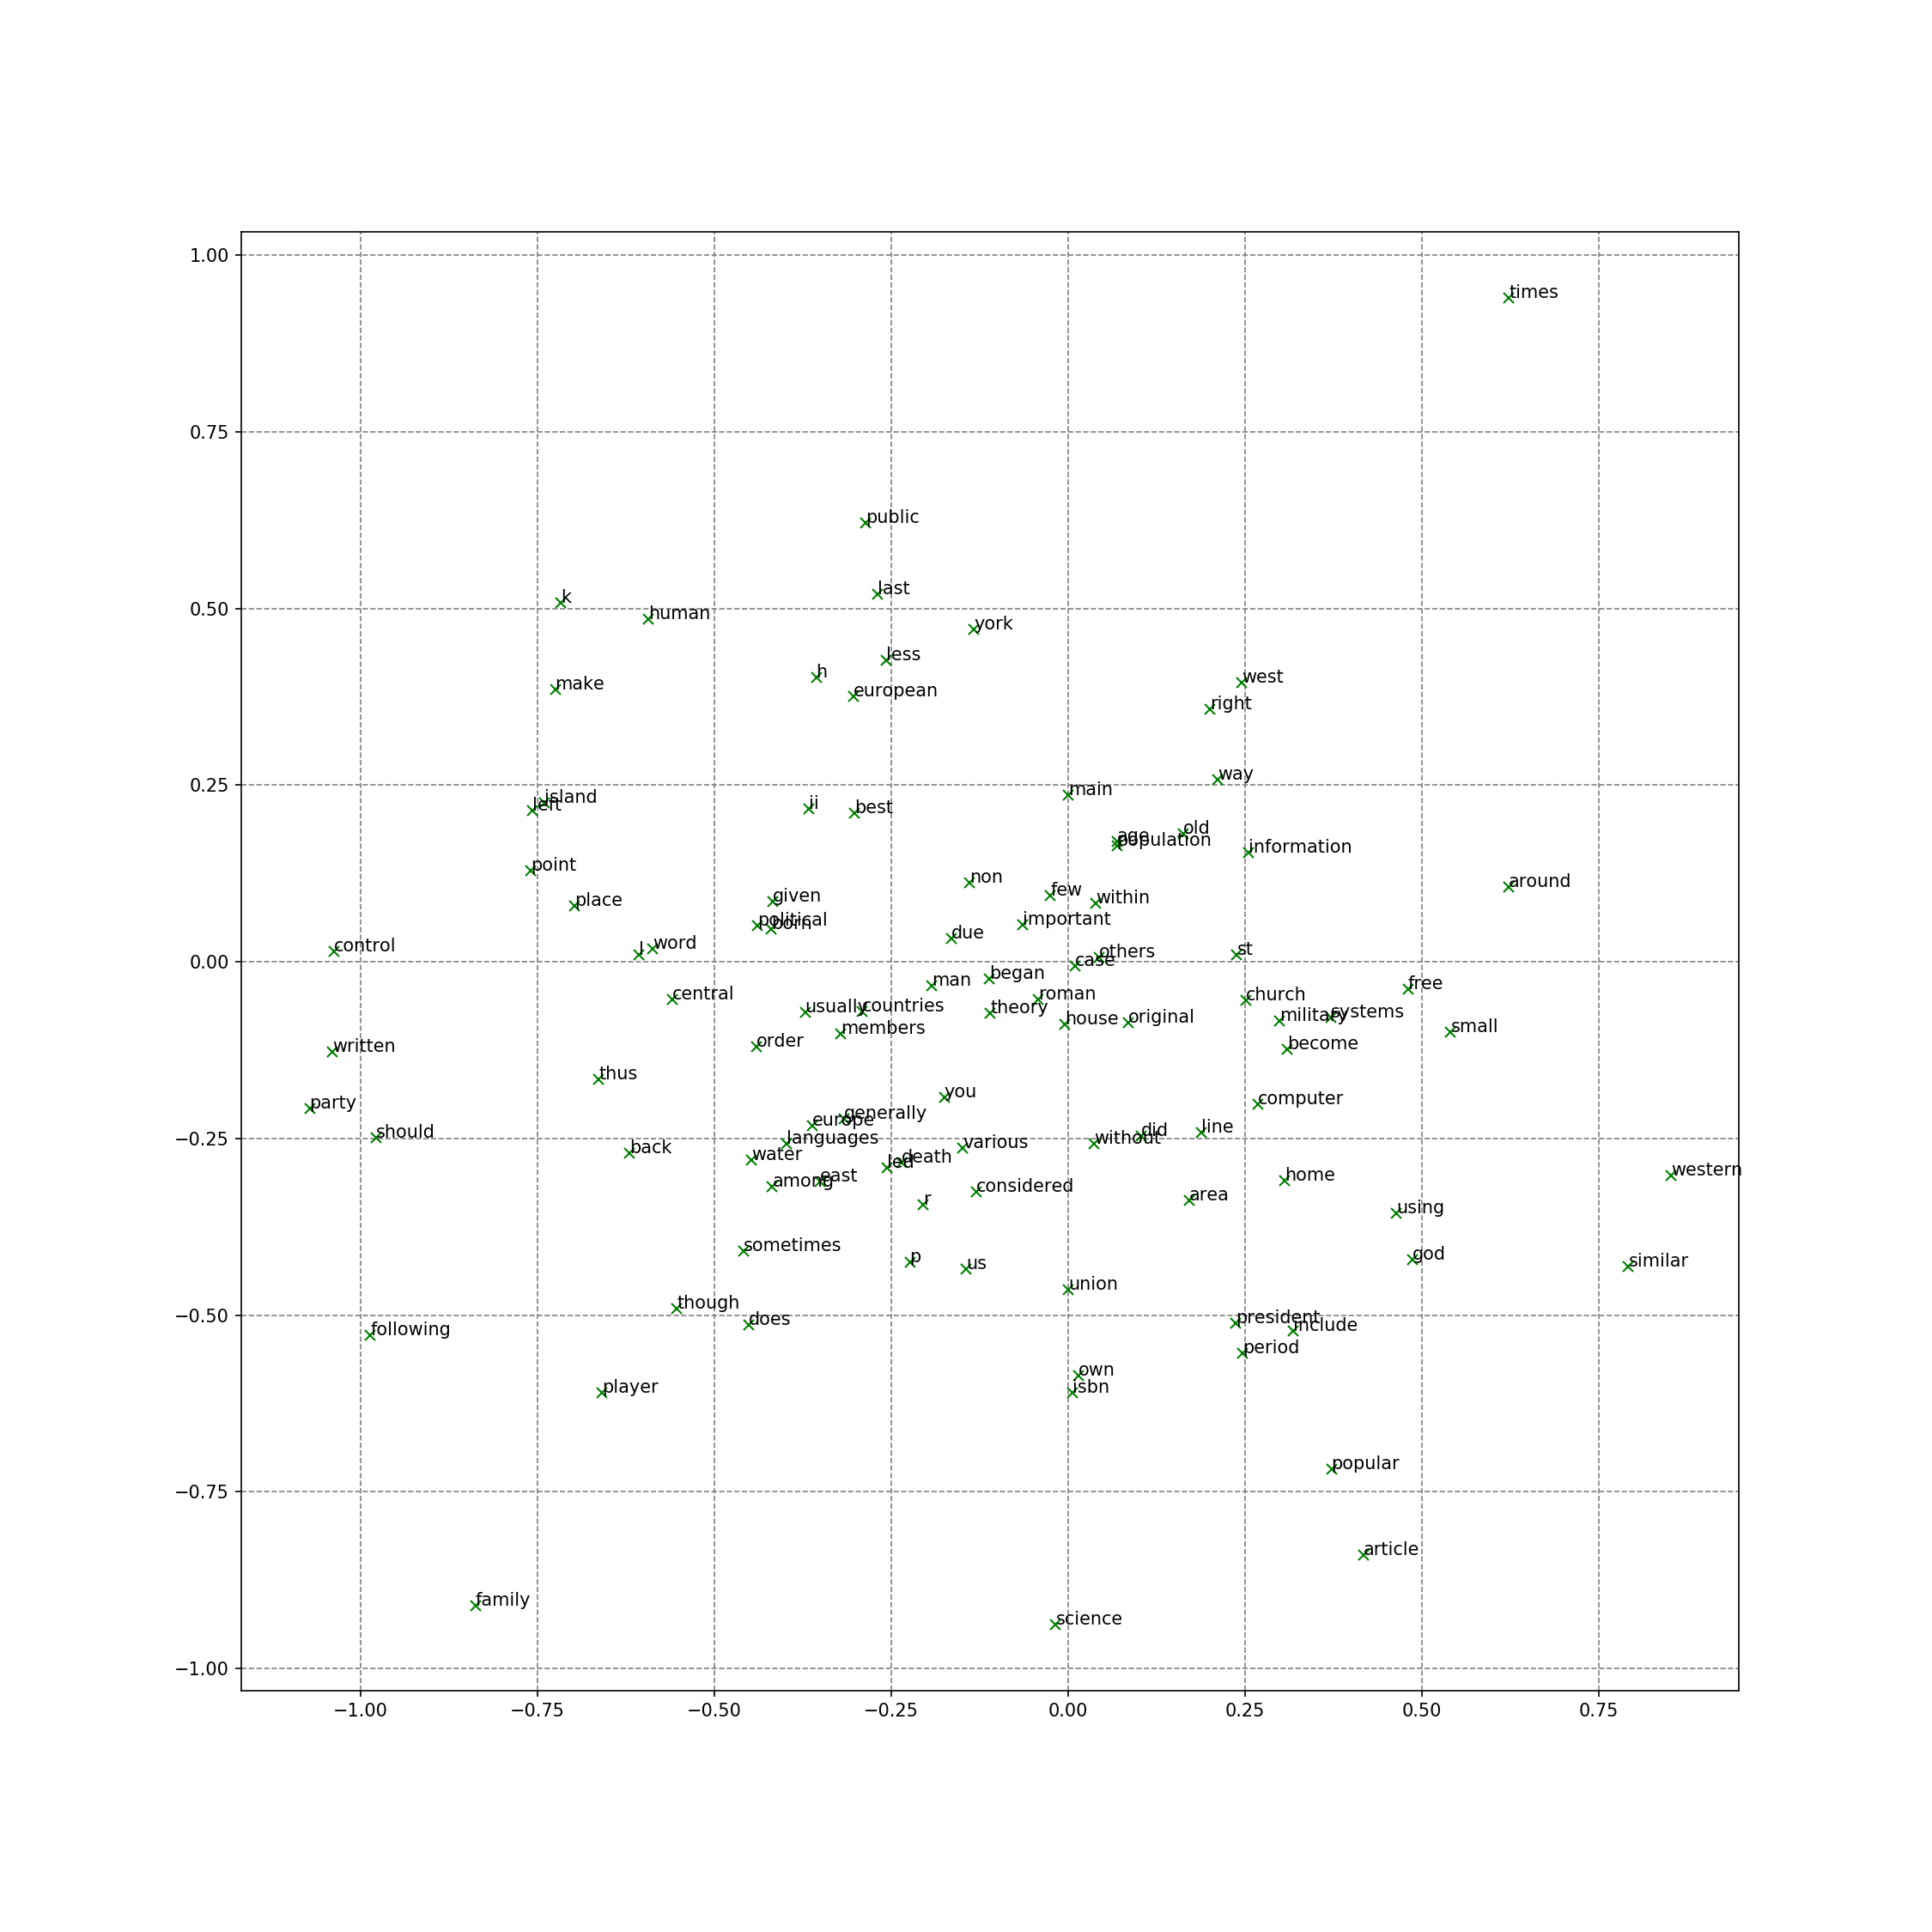 1.00
times
0.75
public
last
k
0.50
human
york
less
h
west
make
european
right
way
0.25
main
island
left
ii
best
old
age
population
information
point
non
around
few
given
within
place
important
political
born
due
word
control
others
0.00
l
st
case
began
man
free
central
roman
church
usually
countries
theory
systems
house
original
military
members
small
order
become
written
thus
you
computer
party
generally
europe
line
should
did
−0.25
languages
without
various
back
water
death
led
western
east
home
among
considered
r
area
using
sometimes
god
p
us
similar
union
though
−0.50
president
does
include
following
period
own
player
isbn
popular
−0.75
article
family
science
−1.00
−1.00 −0.75 −0.50 −0.25 0.00 0.25 0.50 0.75